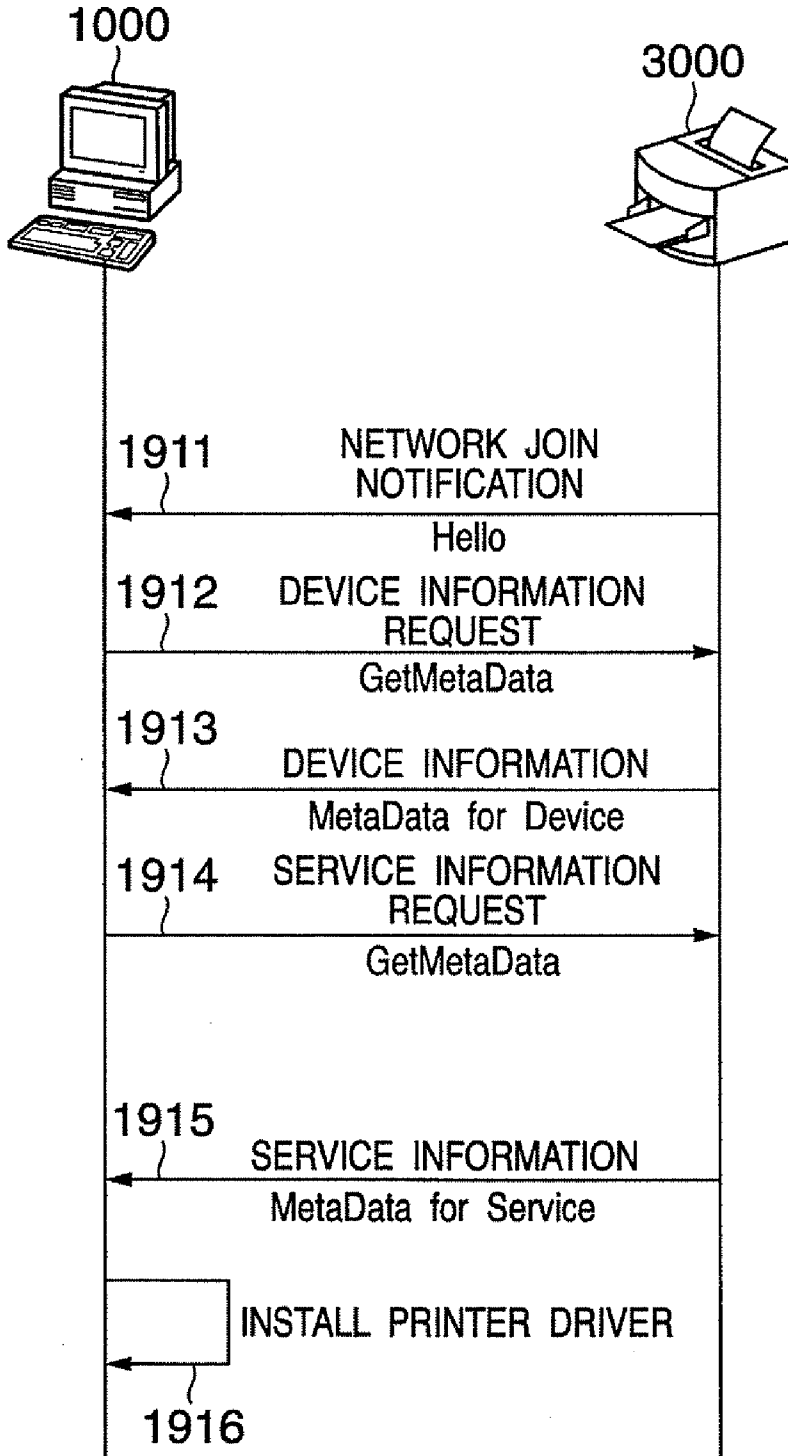 1000
3000
1911
NETWORK JOIN
NOTIFICATION
Hello
1912
DEVICE INFORMATION
REQUEST
GetMetaData
1913
DEVICE INFORMATION
MetaData for Device
1914
SERVICE INFORMATION
REQUEST
GetMetaData
1915
SERVICE INFORMATION
MetaData for Service
INSTALL PRINTER DRIVER
1916